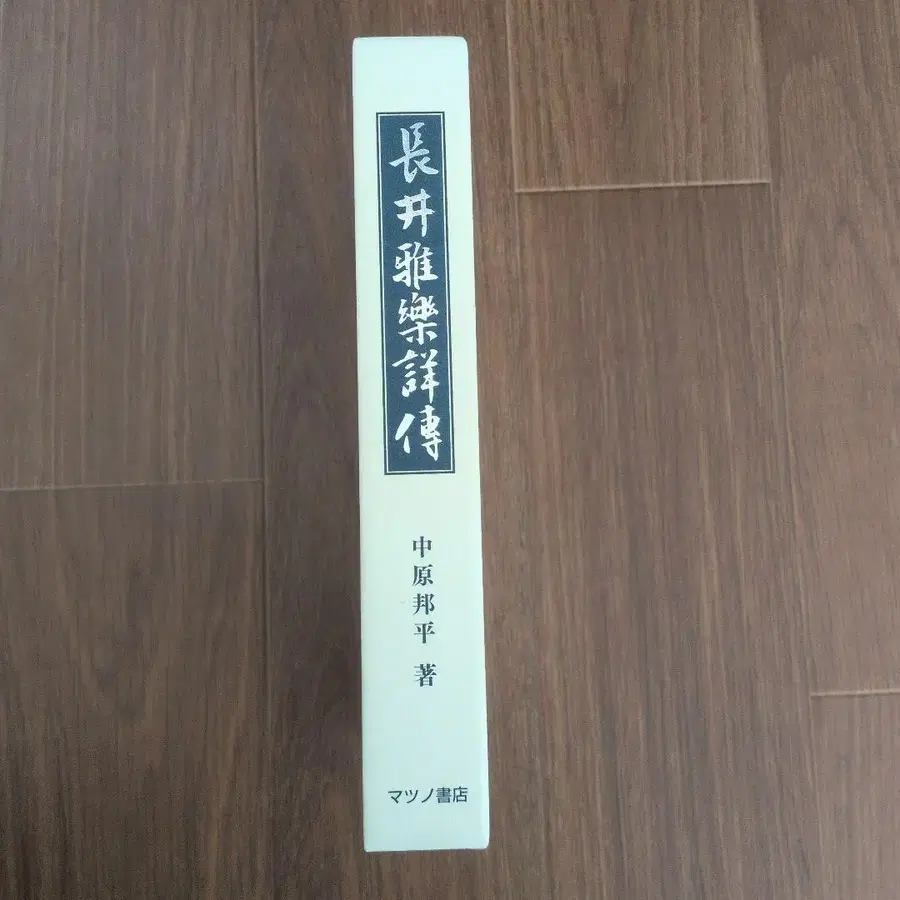 長井雅樂詳傳
中原邦平 著
マツノ書店